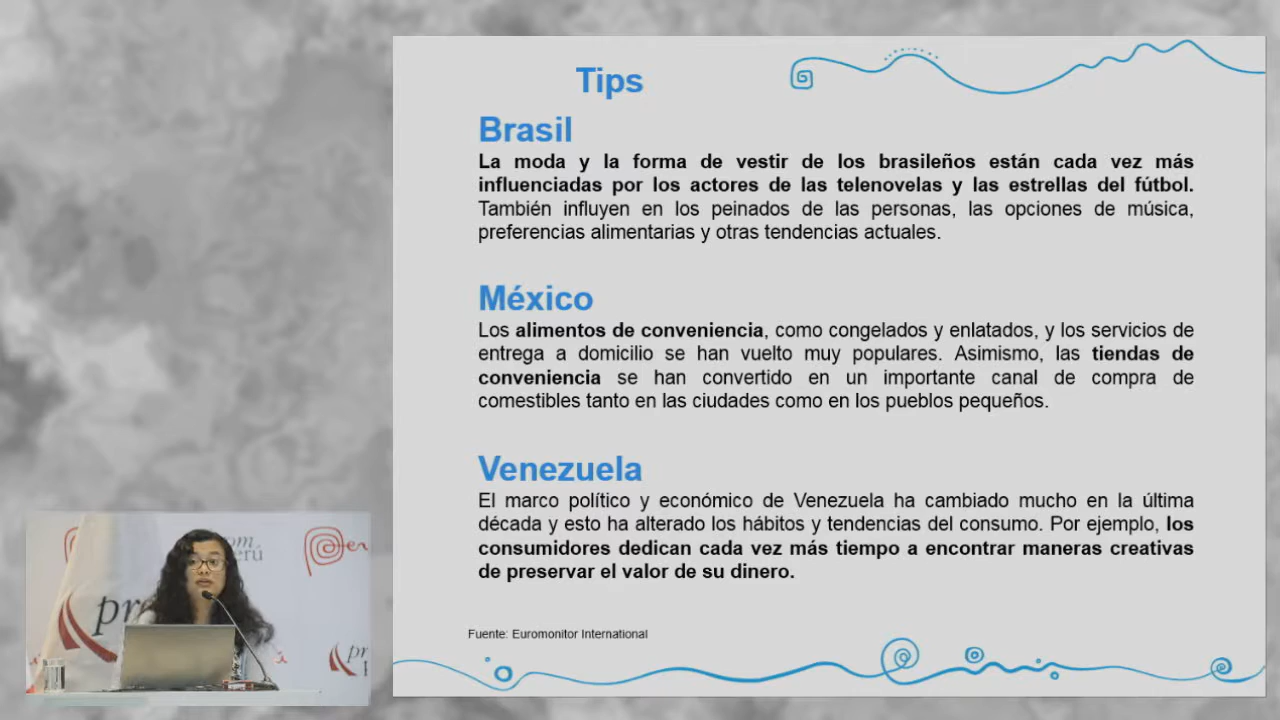 Tips
Brasil
La moda y la forma de vestir de los brasileños están cada vez más
influenciadas por los actores de las telenovelas y las estrellas del fútbol.
También influyen en los peinados de las personas, las opciones de música,
preferencias alimentarias y otras tendencias actuales.
México
Los alimentos de conveniencia, como congelados y enlatados, y los servicios de
entrega a domicilio se han vuelto muy populares. Asimismo, las tiendas de
conveniencia se han convertido en un importante canal de compra de
comestibles tanto en las ciudades como en los pueblos pequeños.
Venezuela
El marco político y económico de Venezuela ha cambiado mucho en la última
década y esto ha alterado los hábitos y tendencias del consumo. Por ejemplo, los
consumidores dedican cada vez más tiempo a encontrar maneras creativas
de preservar el valor de su dinero.
Fuente: Euromonitor International